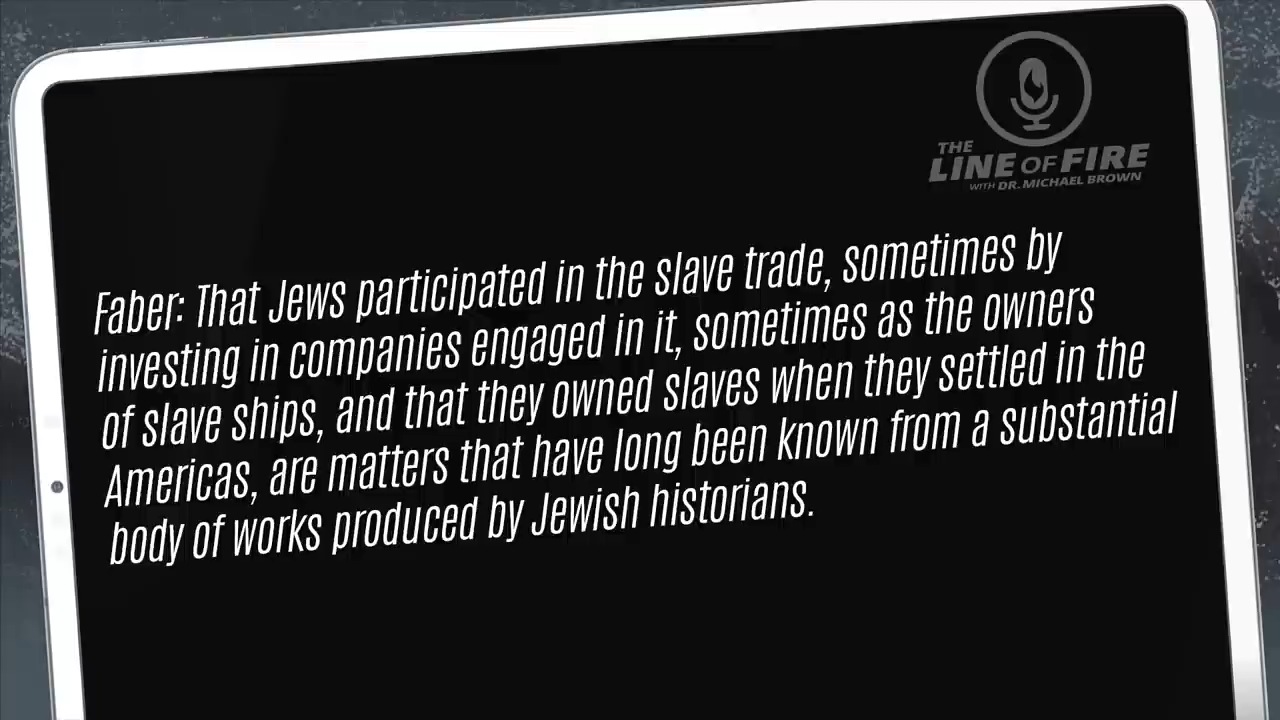 THE
LINE OF FIRE
WITH DR. MICHAEL BROWN
Faber: That Jews participated in the slave trade, sometimes by
investing in companies engaged in it, sometimes as the owners
of slave ships, and that they owned slaves when they settled in the
Americas, are matters that have long been known from a substantial
body of works produced by Jewish historians.